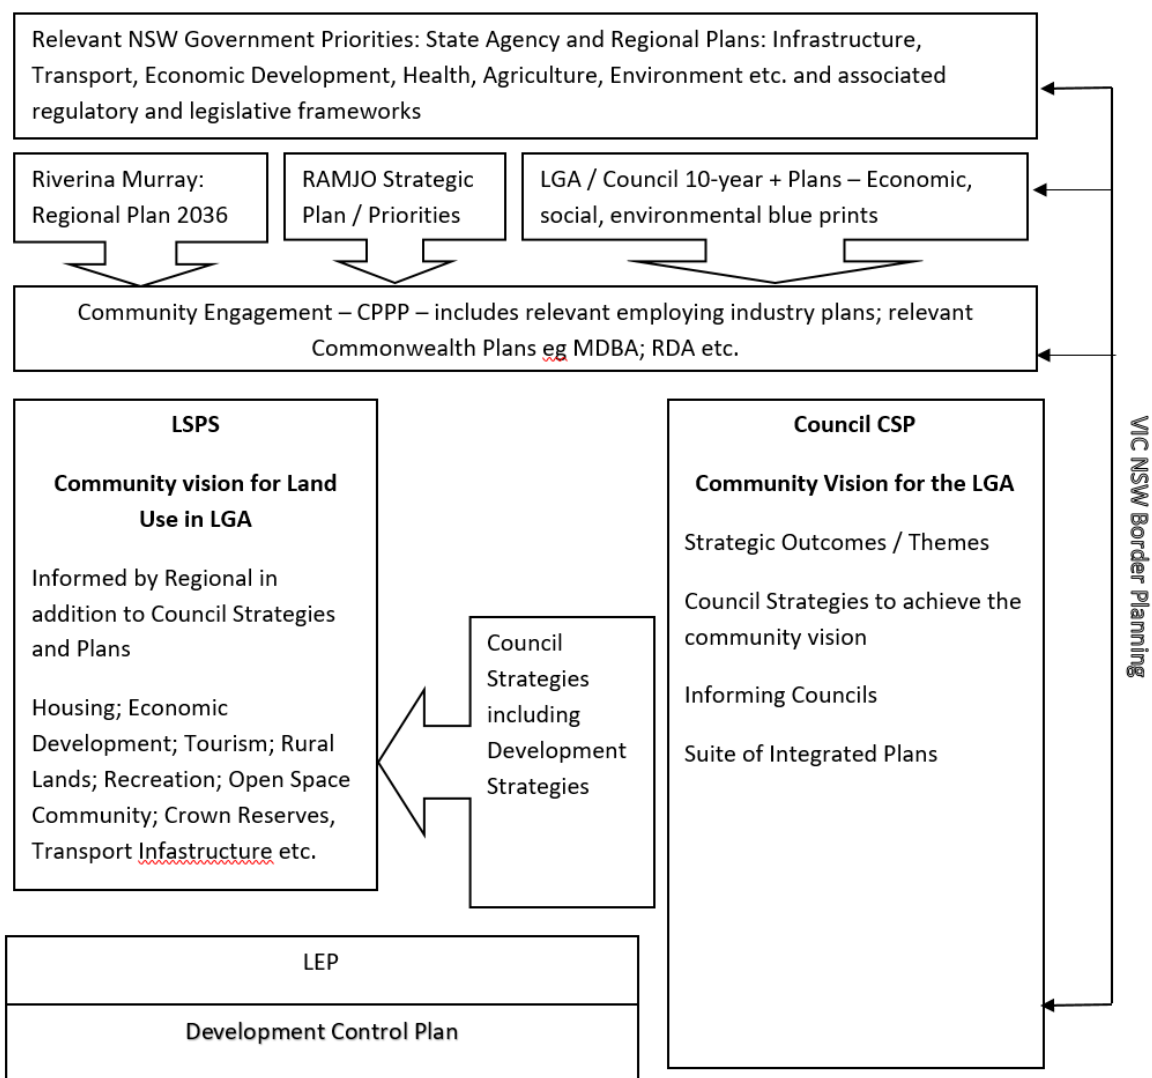 Relevant NSW Government Priorities: State Agency and Regional Plans: Infrastructure,
Transport, Economic Development, Health, Agriculture, Environment etc. and associated
regulatory and legislative frameworks
Riverina Murray:
Regional Plan 2036
RAMJO Strategic
Plan / Priorities
LGA / Council 10-year + Plans – Economic,
social, environmental blue prints
Community Engagement – CPPP – includes relevant employing industry plans; relevant
Commonwealth Plans eg MDBA; RDA etc.
LSPS
Community vision for Land
Use in LGA
Informed by Regional in
addition to Council Strategies
and Plans
Housing; Economic
Development; Tourism; Rural
Lands; Recreation; Open Space
Community; Crown Reserves,
Transport Infastructure etc.
Council
Strategies
including
Development
Strategies
Council CSP
Community Vision for the LGA
Strategic Outcomes / Themes
Council Strategies to achieve the
community vision
Informing Councils
Suite of Integrated Plans
VIC NSW Border Planning
LEP
Development Control Plan